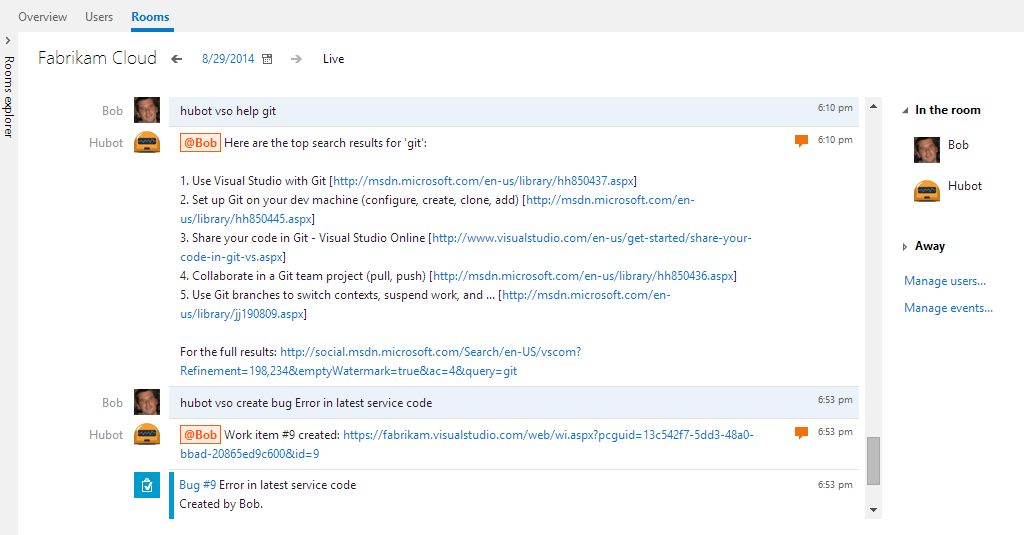 Overview Users Rooms
Rooms explorer
Fabrikam Cloud 8/29/2014 Live
Bob hubot vso help git 6:10 pm
Hubot @Bob Here are the top search results for 'git': 6:10 pm
1. Use Visual Studio with Git [http://msdn.microsoft.com/en-us/library/hh850437.aspx]
2. Set up Git on your dev machine (configure, create, clone, add) [http://msdn.microsoft.com/en-
us/library/hh850445.aspx]
3. Share your code in Git - Visual Studio Online [http://www.visualstudio.com/en-us/get-started/share-your-
code-in-git-vs.aspx]
4. Collaborate in a Git team project (pull, push) [http://msdn.microsoft.com/en-us/library/hh850436.aspx]
5. Use Git branches to switch contexts, suspend work, and ... [http://msdn.microsoft.com/en-
us/library/jj190809.aspx]
For the full results: http://social.msdn.microsoft.com/Search/en-US/vscom?
Refinement=198,234&emptyWatermark=true&ac=4&query=git
Bob hubot vso create bug Error in latest service code 6:53 pm
Hubot @Bob Work item #9 created: https://fabrikam.visualstudio.com/web/wi.aspx?pcguid=13c542f7-5dd3-48a0- 6:53 pm
bbad-20865ed9c600&id=9
Bug #9 Error in latest service code 6:53 pm
Created by Bob.
In the room
Bob
Hubot
Away
Manage users...
Manage events...